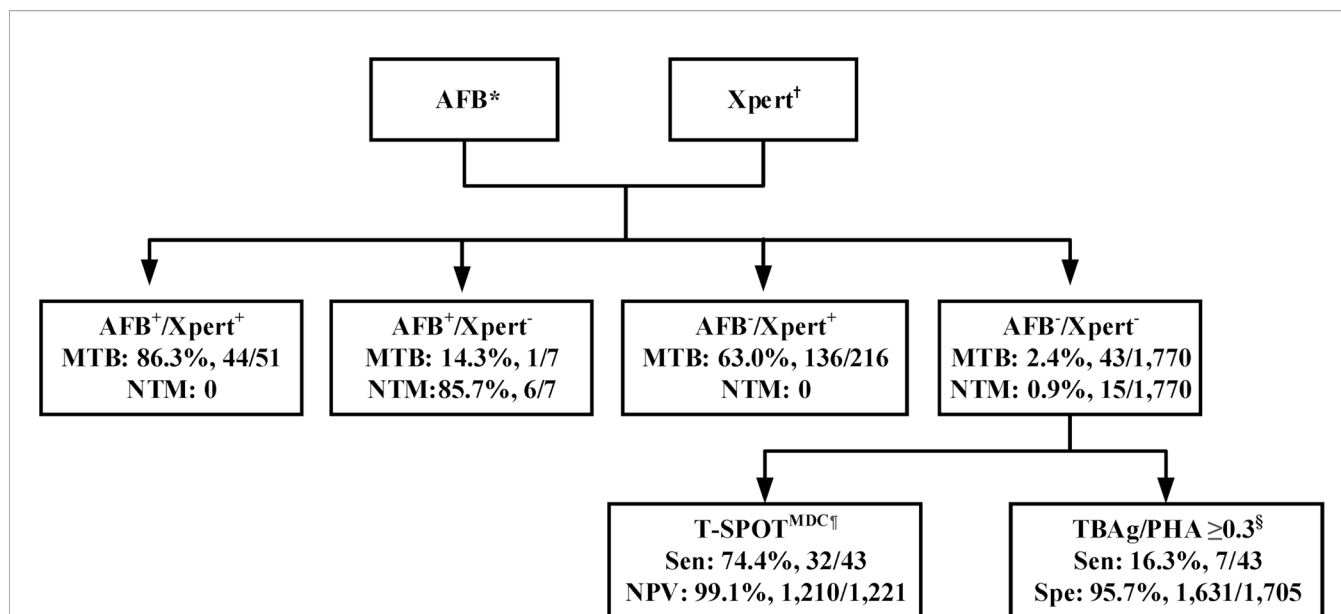 AFB*
Xpert†
AFB⁺/Xpert⁺
MTB: 86.3%, 44/51
NTM: 0
AFB⁺/Xpert⁻
MTB: 14.3%, 1/7
NTM:85.7%, 6/7
AFB⁻/Xpert⁺
MTB: 63.0%, 136/216
NTM: 0
AFB⁻/Xpert⁻
MTB: 2.4%, 43/1,770
NTM: 0.9%, 15/1,770
T-SPOTᴹᴰꟲ¶
Sen: 74.4%, 32/43
NPV: 99.1%, 1,210/1,221
TBAg/PHA ≥0.3§
Sen: 16.3%, 7/43
Spe: 95.7%, 1,631/1,705